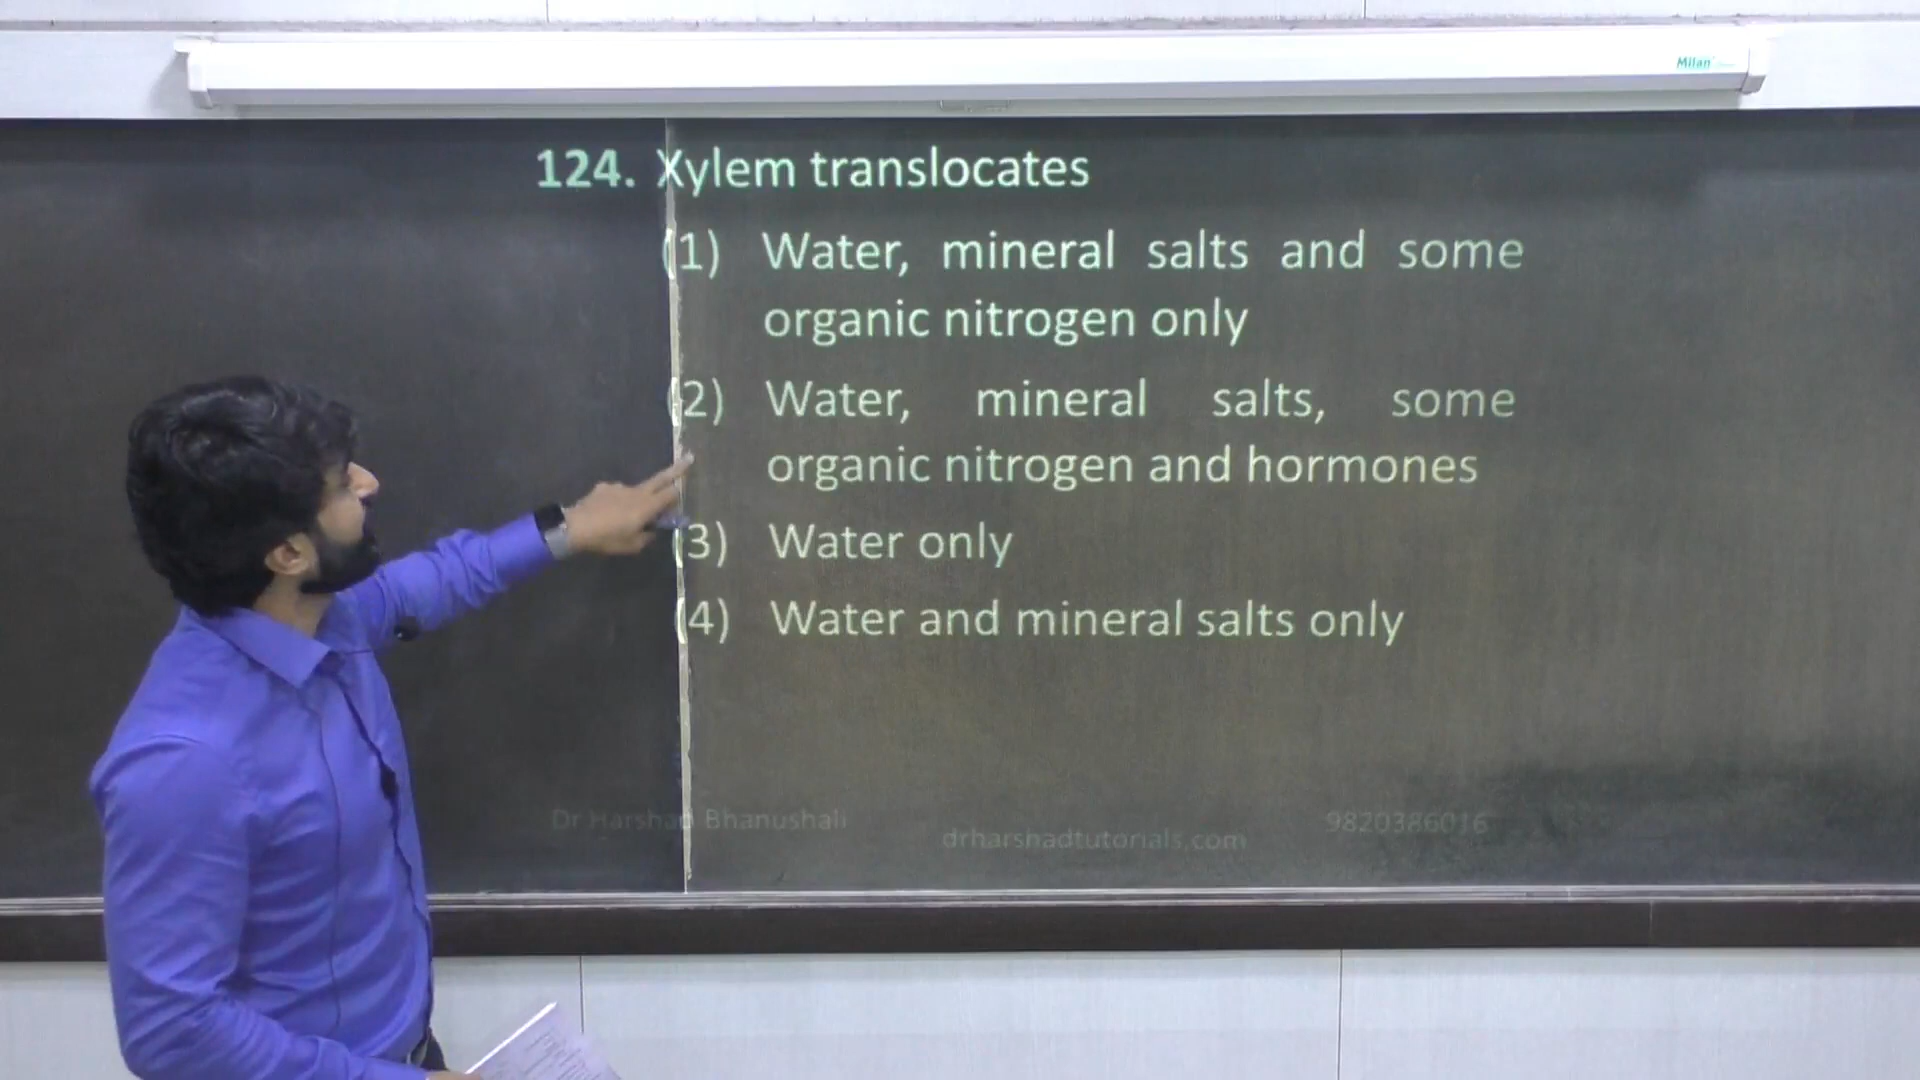 Milan
124. Xylem translocates
(1) Water, mineral salts and some
organic nitrogen only
(2) Water, mineral salts, some
organic nitrogen and hormones
(3) Water only
(4) Water and mineral salts only
Dr Harshad Bhanushali
drharshadtutorials.com
9820386016